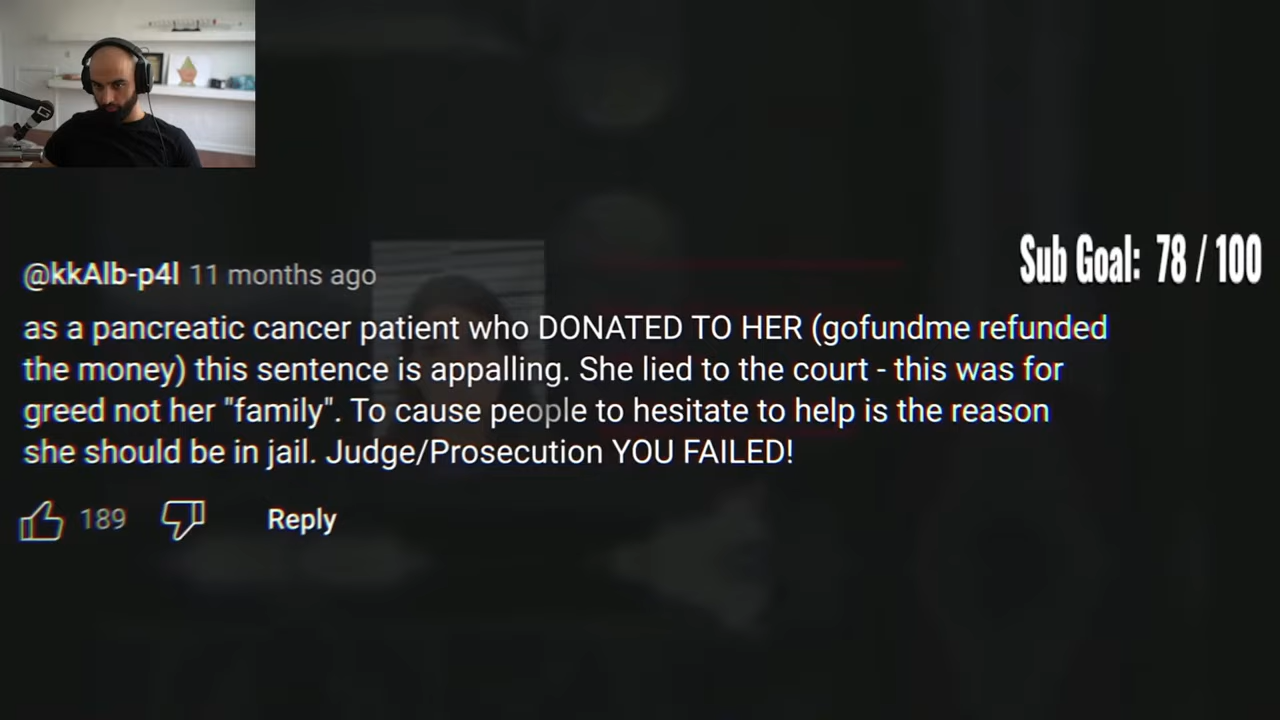 @kkAlb-p4l 11 months ago
Sub Goal: 78 / 100
as a pancreatic cancer patient who DONATED TO HER (gofundme refunded
the money) this sentence is appalling. She lied to the court - this was for
greed not her "family". To cause people to hesitate to help is the reason
she should be in jail. Judge/Prosecution YOU FAILED!
189
Reply